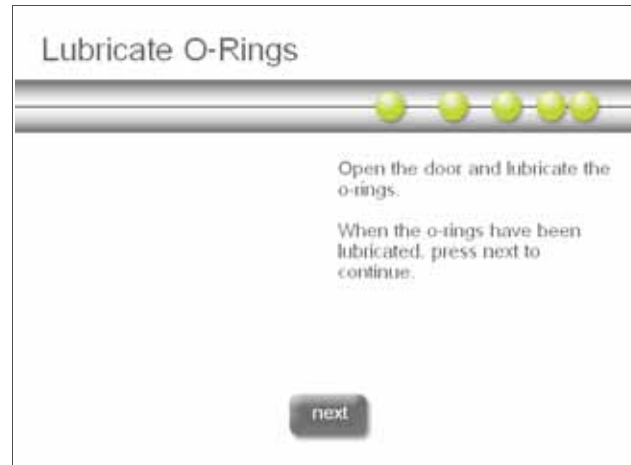 Lubricate O-Rings
Open the door and lubricate the
o-rings.
When the o-rings have been
lubricated, press next to
continue.
next